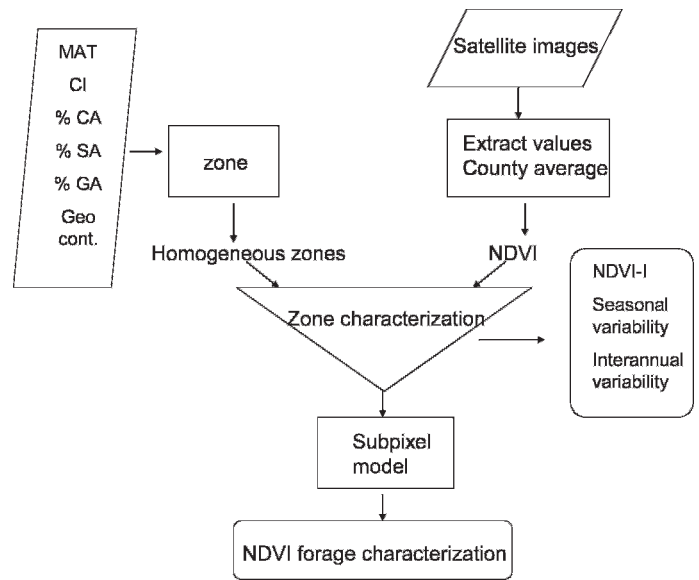 MAT
CI
% CA
% SA
% GA
Geo
cont.
zone
Homogeneous zones
Satellite images
Extract values
County average
NDVI
Zone characterization
NDVI-I
Seasonal
variability
Interannual
variability
Subpixel
model
NDVI forage characterization